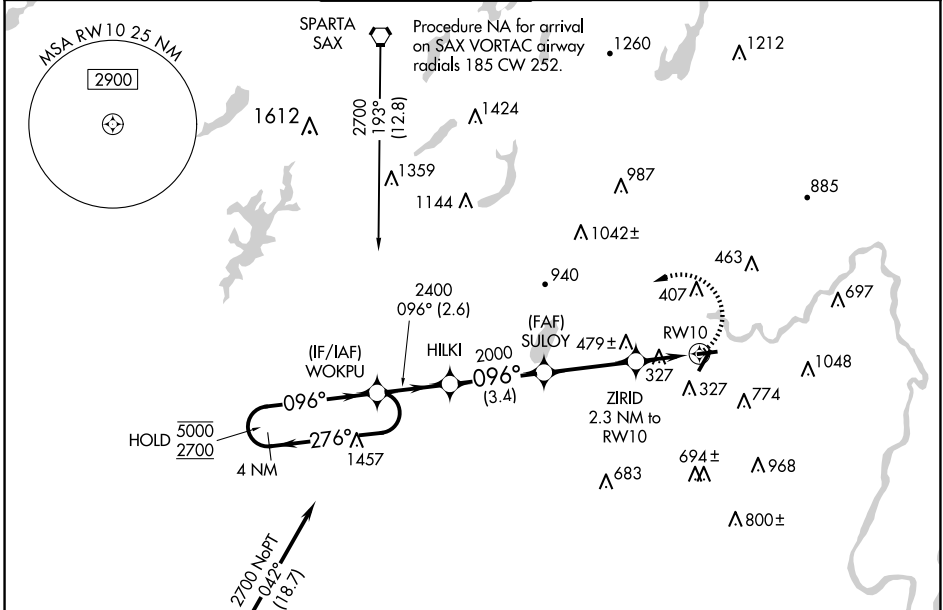 MSA RW10 25 NM
2900
SPARTA
SAX
Procedure NA for arrival
on SAX VORTAC airway
radials 185 CW 252.
1260
1212
2700
193°
(12.8)
1612
1424
1359
1144
987
885
1042±
940
463
407
697
2400
096° (2.6)
(IF/IAF)
WOKPU
HILKI
2000
096°
(3.4)
(FAF)
SULOY
479±
327
RW10
1048
096°
276°
HOLD 5000
2700
4 NM
1457
ZIRID
2.3 NM to
RW10
327
774
683
694±
968
800±
2700 NoPT
042°
(18.7)